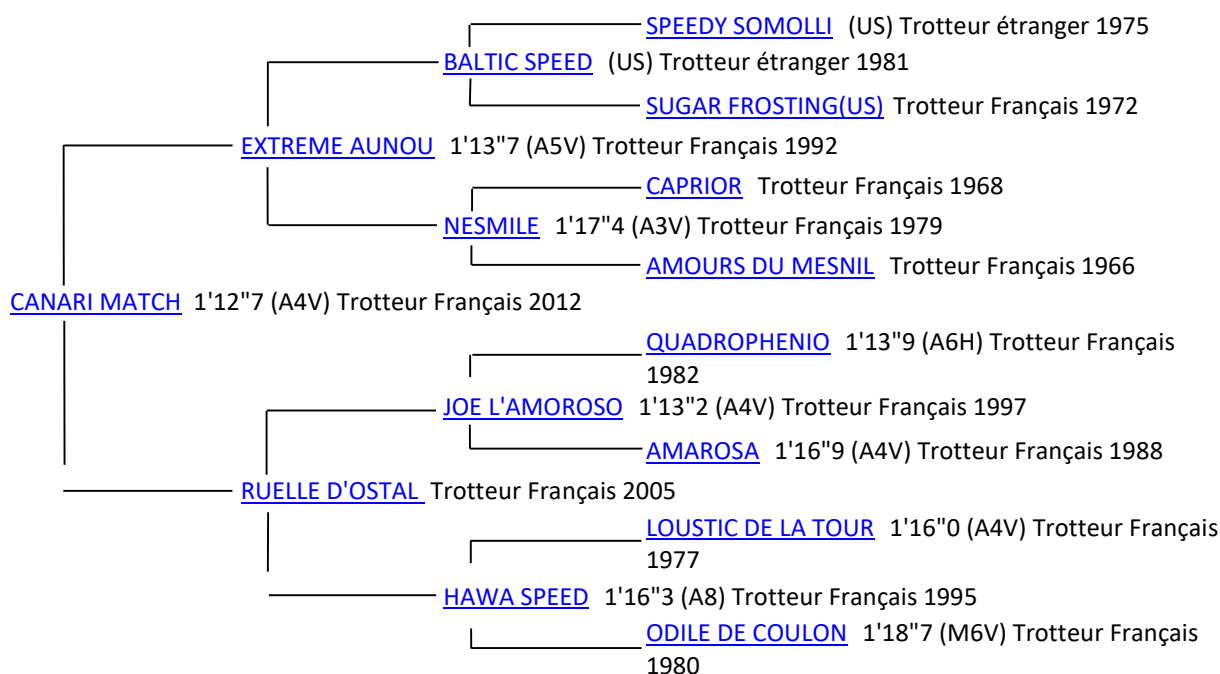 SPEEDY SOMOLLI (US) Trotteur étranger 1975
BALTIC SPEED (US) Trotteur étranger 1981
SUGAR FROSTING(US) Trotteur Français 1972
EXTREME AUNOU 1'13"7 (A5V) Trotteur Français 1992
CAPRIOR Trotteur Français 1968
NESMILE 1'17"4 (A3V) Trotteur Français 1979
AMOURS DU MESNIL Trotteur Français 1966
CANARI MATCH 1'12"7 (A4V) Trotteur Français 2012
QUADROPHENIO 1'13"9 (A6H) Trotteur Français
1982
JOE L'AMOROSO 1'13"2 (A4V) Trotteur Français 1997
AMAROSA 1'16"9 (A4V) Trotteur Français 1988
RUELLE D'OSTAL Trotteur Français 2005
LOUSTIC DE LA TOUR 1'16"0 (A4V) Trotteur Français
1977
HAWA SPEED 1'16"3 (A8) Trotteur Français 1995
ODILE DE COULON 1'18"7 (M6V) Trotteur Français
1980